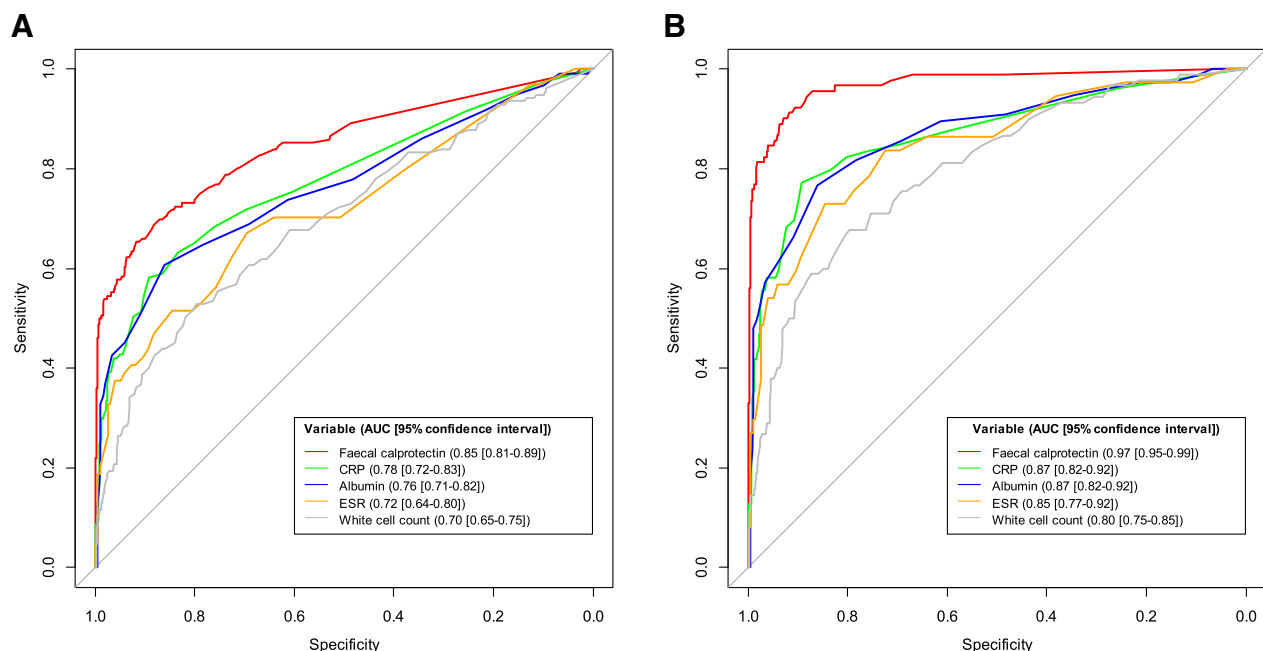 A
1.0
0.8
0.6
0.4
0.2
0.0
Sensitivity
Variable (AUC [95% confidence interval])
Faecal calprotectin (0.85 [0.81-0.89])
CRP (0.78 [0.72-0.83])
Albumin (0.76 [0.71-0.82])
ESR (0.72 [0.64-0.80])
White cell count (0.70 [0.65-0.75])
1.0 0.8 0.6 0.4 0.2 0.0
Specificity
B
1.0
0.8
0.6
0.4
0.2
0.0
Sensitivity
Variable (AUC [95% confidence interval])
Faecal calprotectin (0.97 [0.95-0.99])
CRP (0.87 [0.82-0.92])
Albumin (0.87 [0.82-0.92])
ESR (0.85 [0.77-0.92])
White cell count (0.80 [0.75-0.85])
1.0 0.8 0.6 0.4 0.2 0.0
Specificity